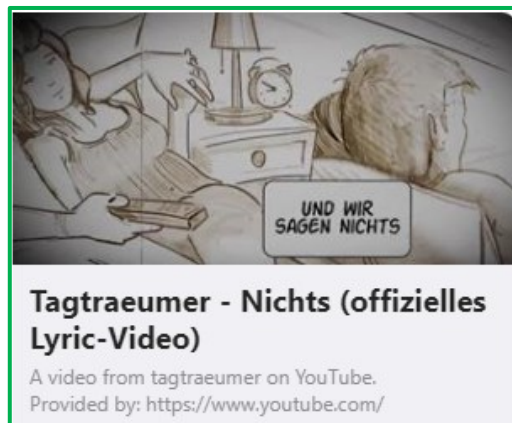 UND WIR
SAGEN NICHTS
Tagtraeumer - Nichts (offizielles
Lyric-Video)
A video from tagtraeumer on YouTube.
Provided by: https://www.youtube.com/